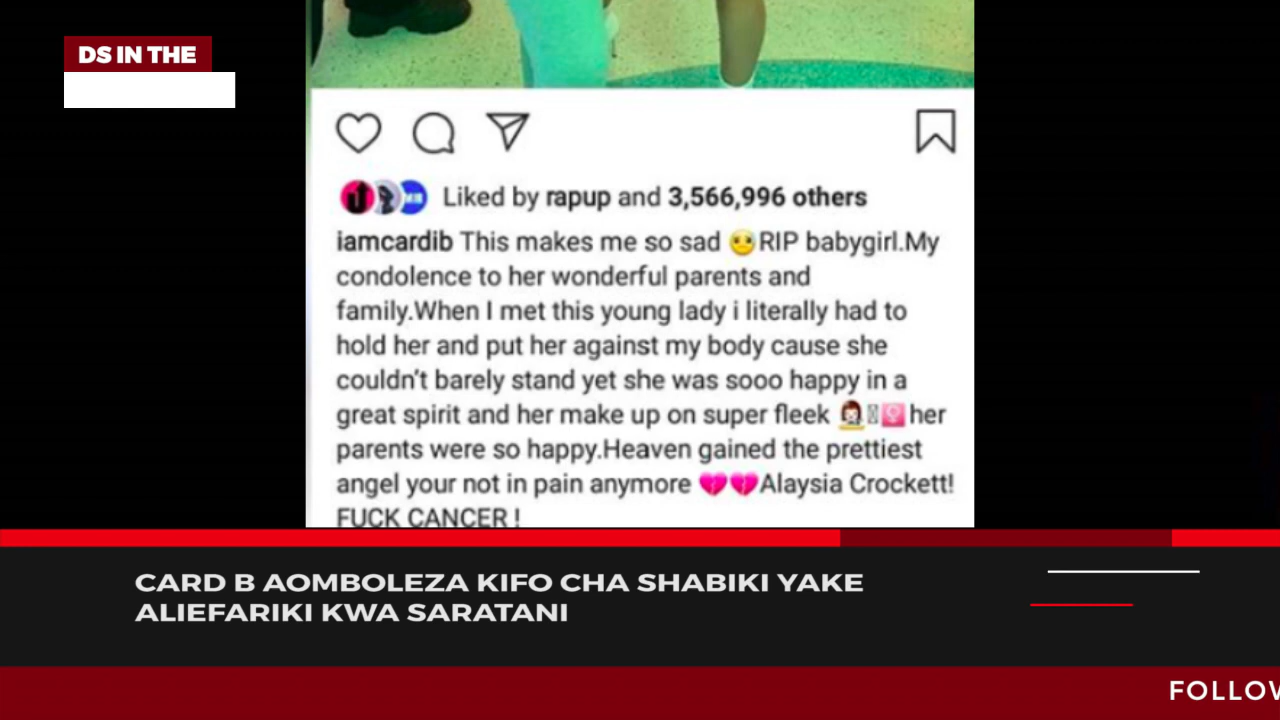 DS IN THE
Liked by rapup and 3,566,996 others
iamcardib This makes me so sad 😢RIP babygirl.My
condolence to her wonderful parents and
family.When I met this young lady i literally had to
hold her and put her against my body cause she
couldn't barely stand yet she was sooo happy in a
great spirit and her make up on super fleek 💁 her
parents were so happy.Heaven gained the prettiest
angel your not in pain anymore 💔💔Alaysia Crockett!
FUCK CANCER !
CARD B AOMBOLEZA KIFO CHA SHABIKI YAKE
ALIEFARIKI KWA SARATANI
FOLLOW